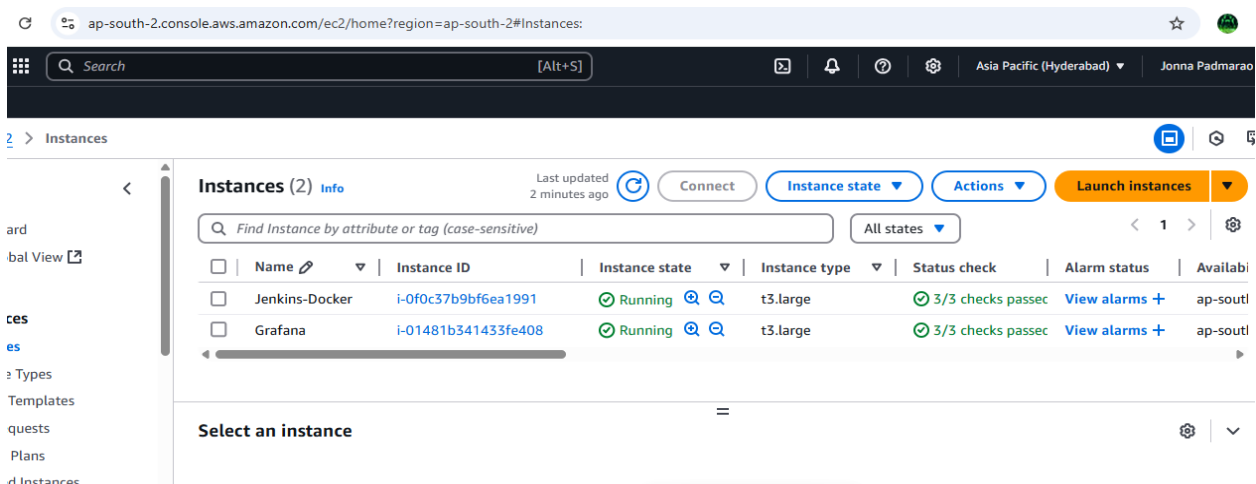 ap-south-2.console.aws.amazon.com/ec2/home?region=ap-south-2#Instances:
Search [Alt+S] Asia Pacific (Hyderabad) Jonna Padmarao
2 > Instances
Instances (2) Info Last updated 2 minutes ago Connect Instance state Actions Launch instances
Find Instance by attribute or tag (case-sensitive) All states < 1 >
ard
bal View
Name Instance ID Instance state Instance type Status check Alarm status Availabi
Jenkins-Docker i-0f0c37b9bf6ea1991 Running t3.large 3/3 checks passec View alarms + ap-soutl
Grafana i-01481b341433fe408 Running t3.large 3/3 checks passec View alarms + ap-soutl
ces
es
e Types
Templates
quests
Plans
d Instances
Select an instance